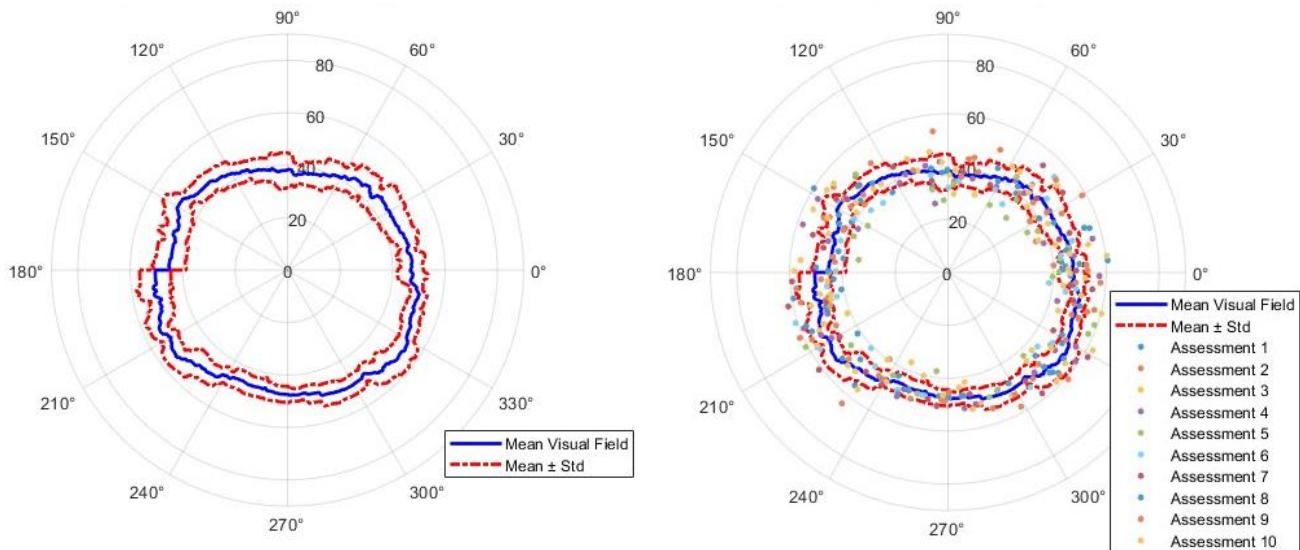 90°
120°
60°
80
60
150°
30°
40
20
180°
0
0°
210°
330°
Mean Visual Field
Mean ± Std
240°
300°
270°
90°
120°
60°
80
60
150°
30°
40
20
180°
0
0°
Mean Visual Field
Mean ± Std
Assessment 1
Assessment 2
Assessment 3
Assessment 4
Assessment 5
Assessment 6
Assessment 7
Assessment 8
Assessment 9
Assessment 10
210°
240°
300°
270°